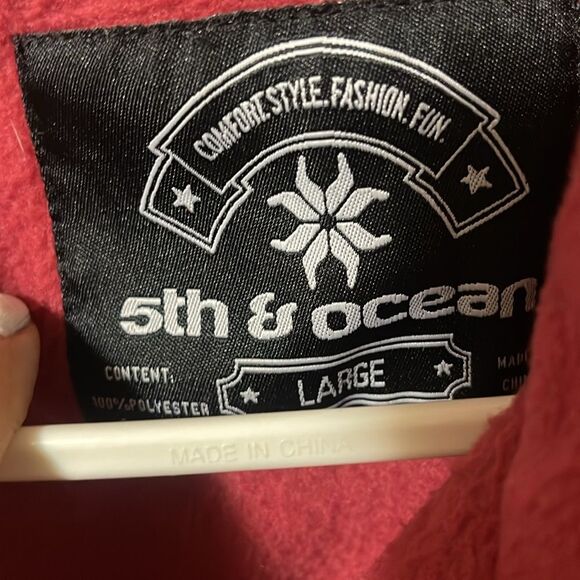 COMFORT.STYLE.FASHION.FUN.
5th & ocean
CONTENT:
100%POLYESTER
LARGE
MADE IN CHINA